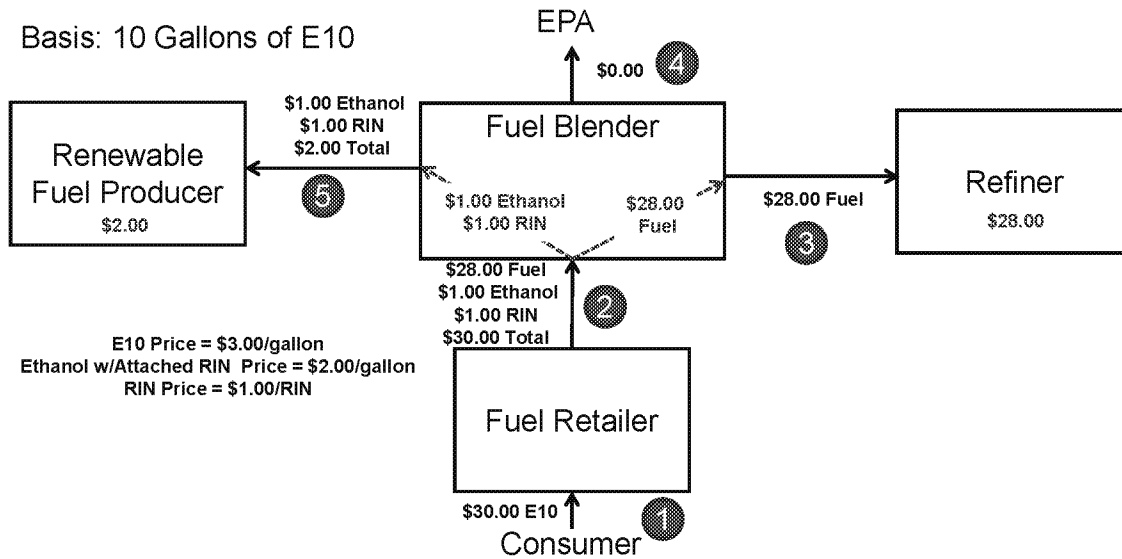 Basis: 10 Gallons of E10
EPA
$0.00
4
$1.00 Ethanol
$1.00 RIN
$2.00 Total
5
Renewable
Fuel Producer
$2.00
Fuel Blender
$1.00 Ethanol
$1.00 RIN
$28.00
Fuel
$28.00 Fuel
3
Refiner
$28.00
$28.00 Fuel
$1.00 Ethanol
$1.00 RIN
$30.00 Total
2
E10 Price = $3.00/gallon
Ethanol w/Attached RIN Price = $2.00/gallon
RIN Price = $1.00/RIN
Fuel Retailer
$30.00 E10
1
Consumer